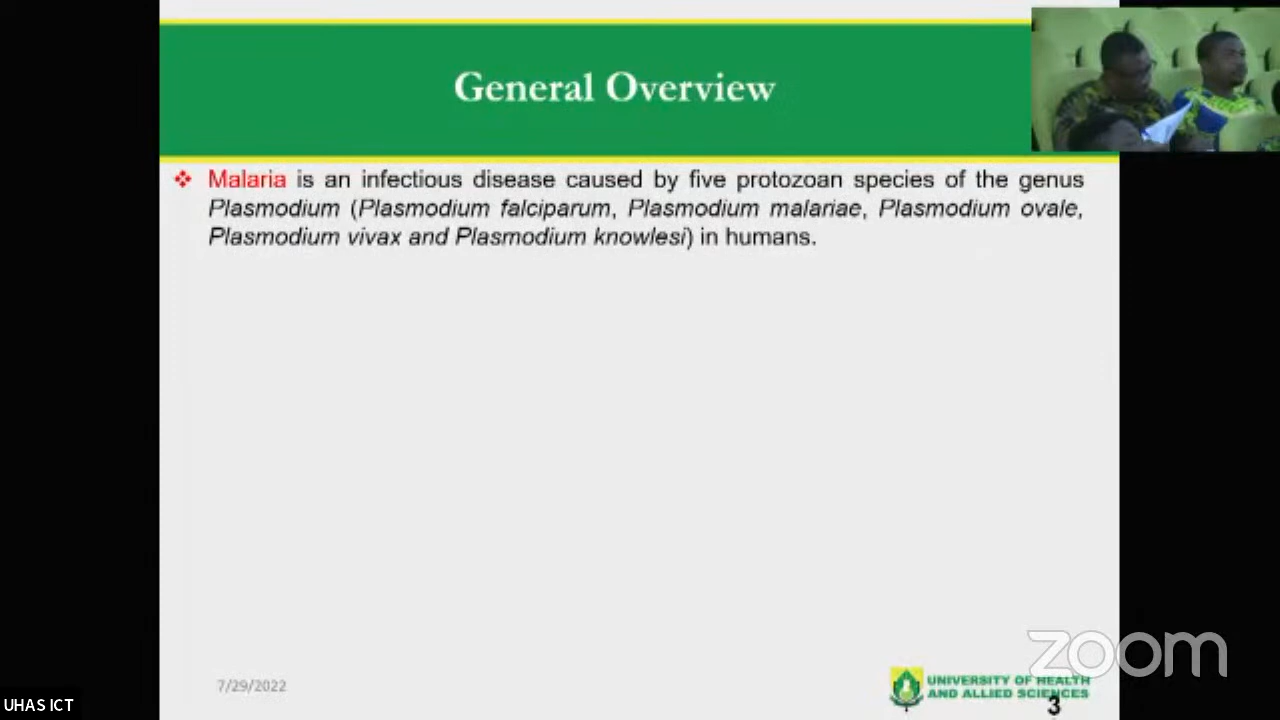 General Overview
Malaria is an infectious disease caused by five protozoan species of the genus
Plasmodium (Plasmodium falciparum, Plasmodium malariae, Plasmodium ovale,
Plasmodium vivax and Plasmodium knowlesi) in humans.
zoom
7/29/2022
UNIVERSITY OF HEALTH
AND ALLIED SCIENCES
3
UHAS ICT